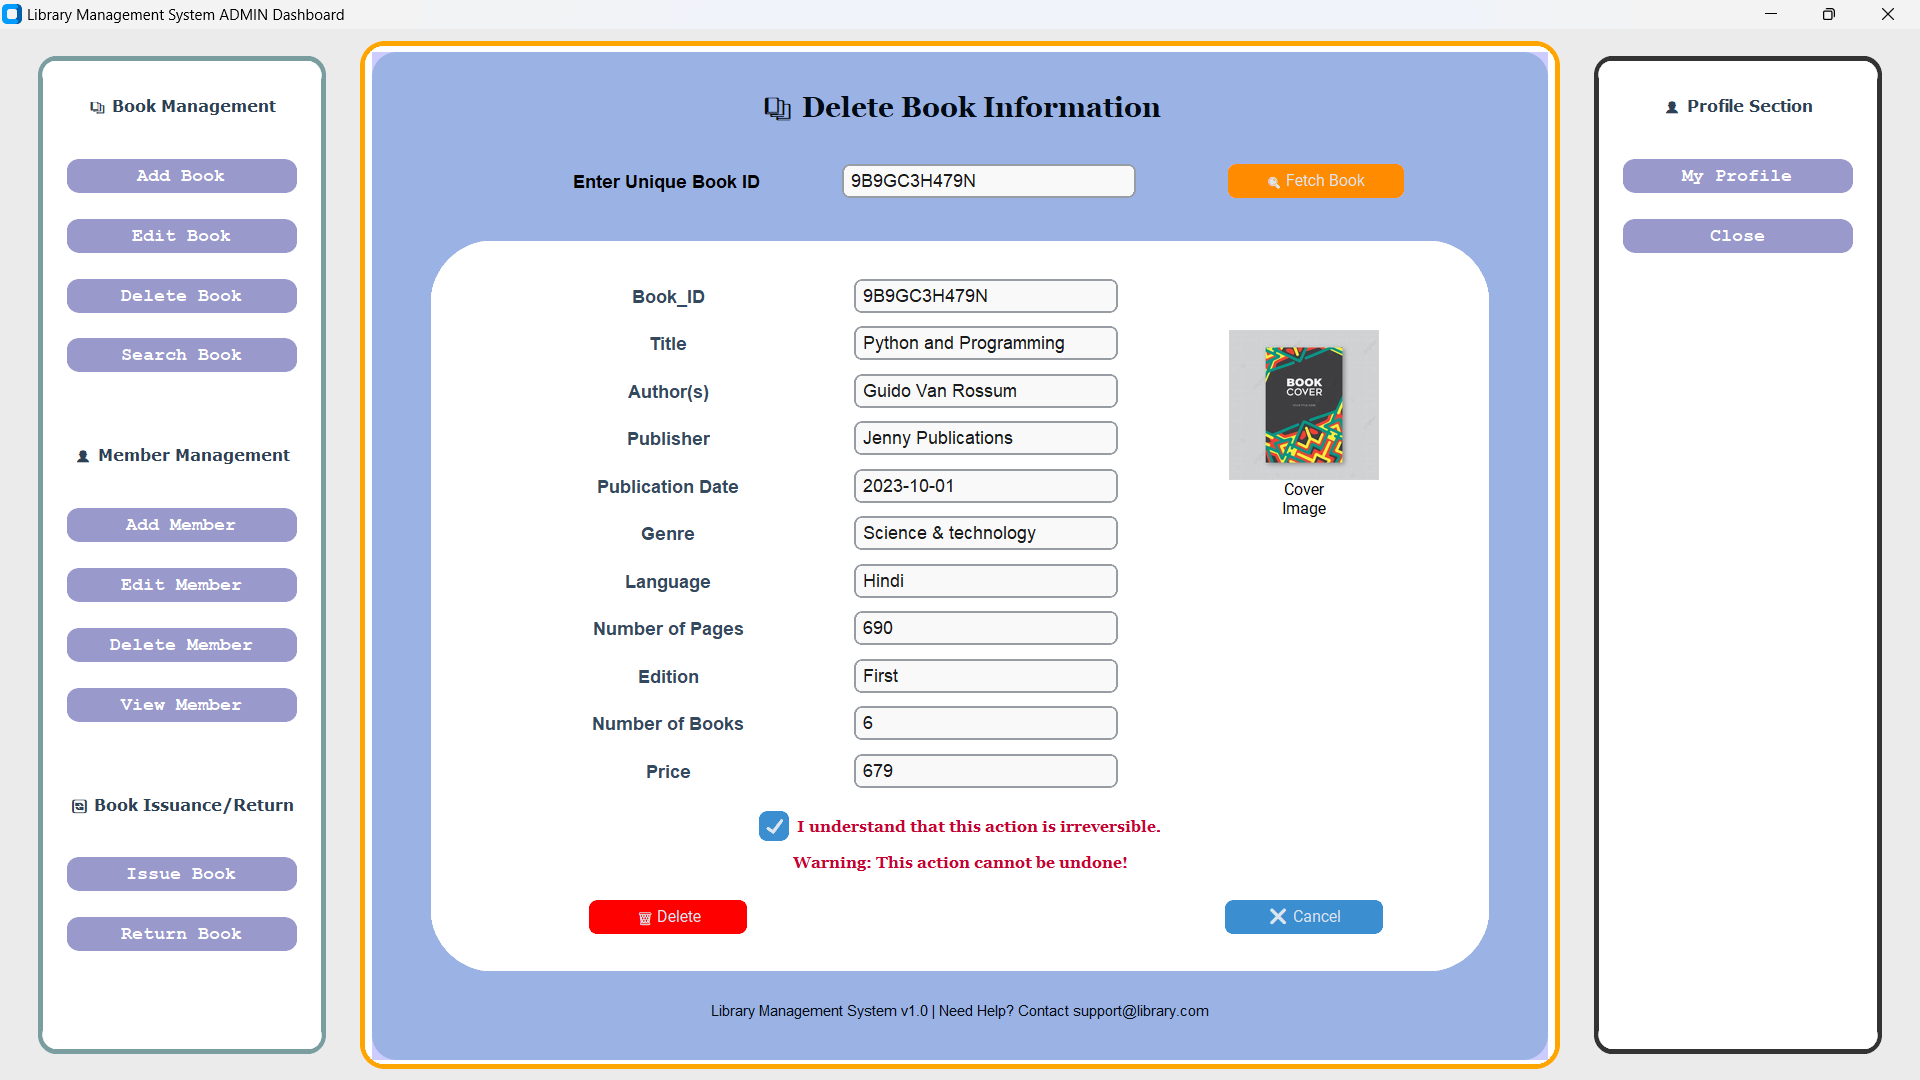 Library Management System ADMIN Dashboard
Book Management
Add Book
Edit Book
Delete Book
Search Book
Member Management
Add Member
Edit Member
Delete Member
View Member
Book Issuance/Return
Issue Book
Return Book
Delete Book Information
Enter Unique Book ID 9B9GC3H479N Fetch Book
Book_ID 9B9GC3H479N
Title Python and Programming
Author(s) Guido Van Rossum
Publisher Jenny Publications
Publication Date 2023-10-01
Genre Science & technology
Language Hindi
Number of Pages 690
Edition First
Number of Books 6
Price 679
BOOK
COVER
Cover
Image
I understand that this action is irreversible.
Warning: This action cannot be undone!
Delete
Cancel
Library Management System v1.0 | Need Help? Contact support@library.com
Profile Section
My Profile
Close